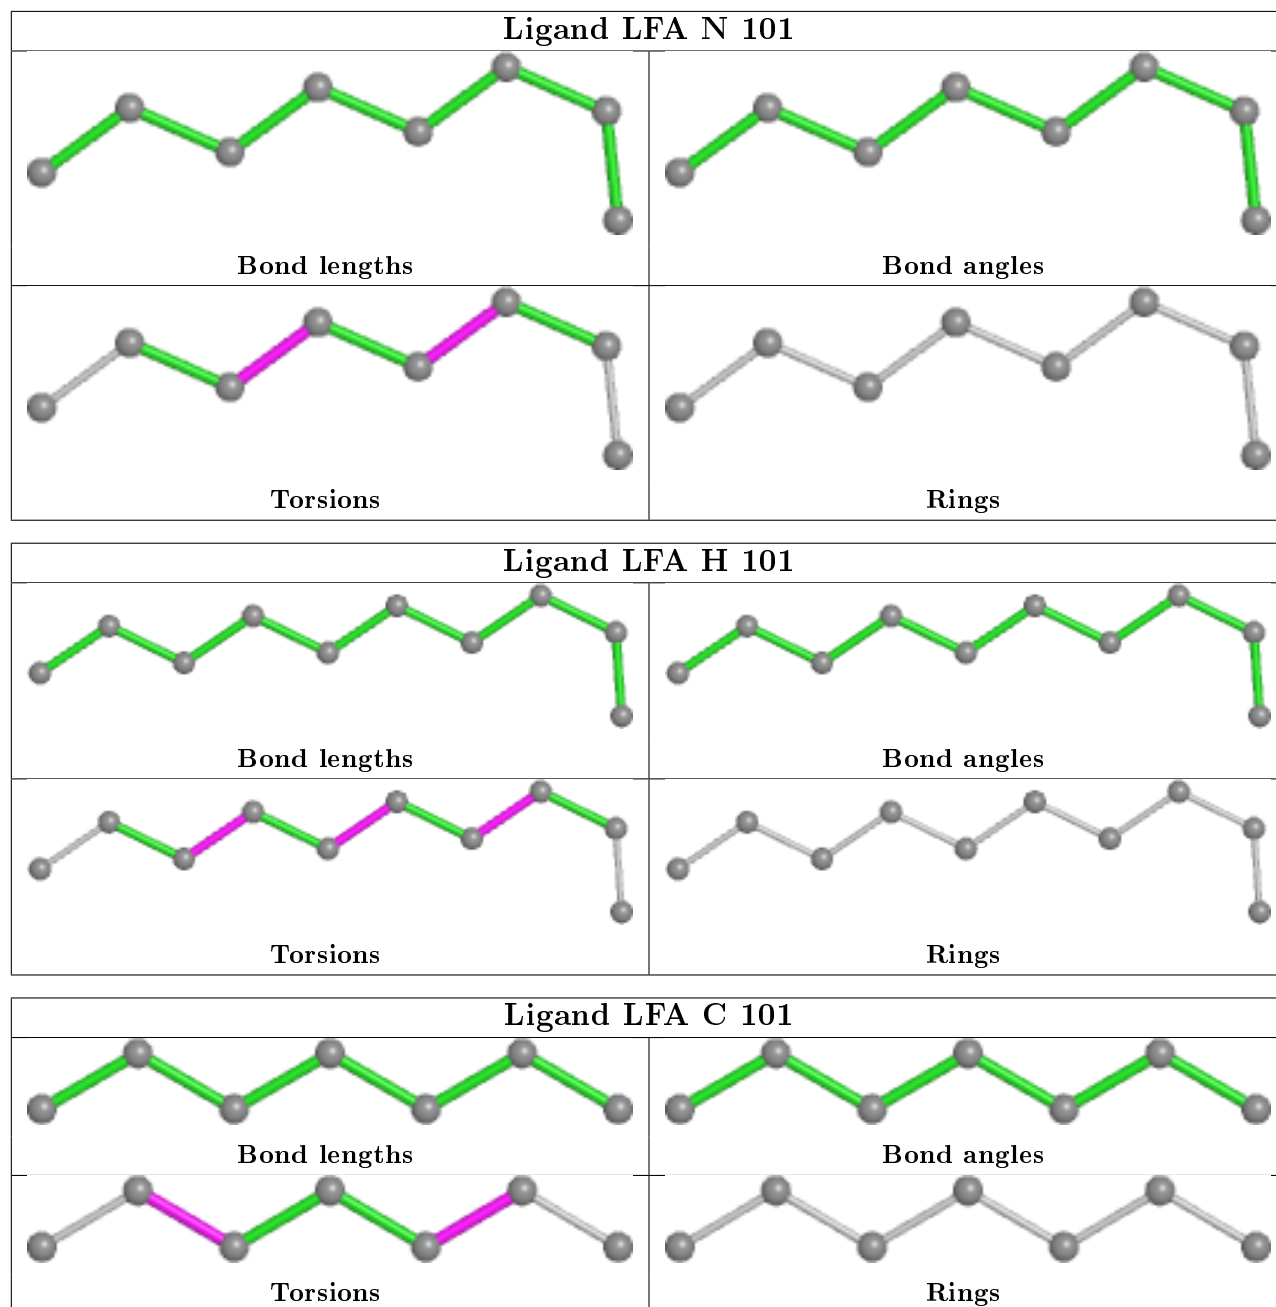 Ligand LFA N 101
Bond lengths
Bond angles
Torsions
Rings
Ligand LFA H 101
Bond lengths
Bond angles
Torsions
Rings
Ligand LFA C 101
Bond lengths
Bond angles
Torsions
Rings